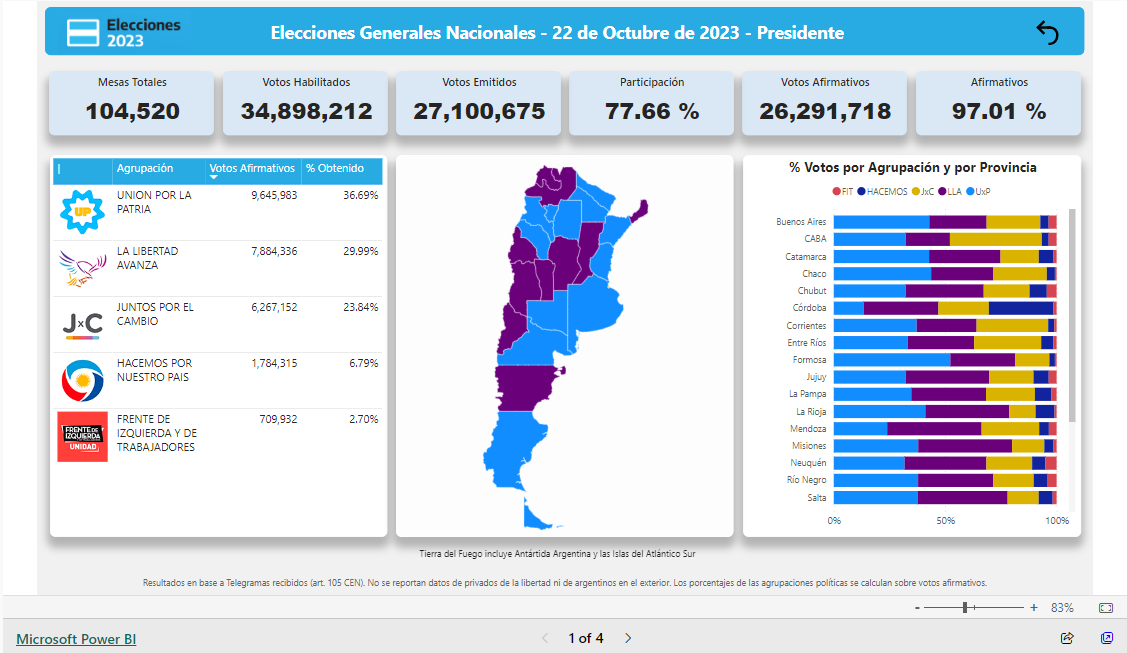 Elecciones
2023
Elecciones Generales Nacionales - 22 de Octubre de 2023 - Presidente
Mesas Totales
104,520
Votos Habilitados
34,898,212
Votos Emitidos
27,100,675
Participación
77.66 %
Votos Afirmativos
26,291,718
Afirmativos
97.01 %
Agrupación Votos Afirmativos % Obtenido
UP
UNION POR LA 9,645,983 36.69%
PATRIA
LA LIBERTAD 7,884,336 29.99%
AVANZA
JxC
JUNTOS POR EL 6,267,152 23.84%
CAMBIO
HACEMOS POR 1,784,315 6.79%
NUESTRO PAIS
FRENTE DE
IZQUIERDA
UNIDAD
FRENTE DE 709,932 2.70%
IZQUIERDA Y DE
TRABAJADORES
% Votos por Agrupación y por Provincia
FIT HACEMOS JxC LLA UxP
Buenos Aires
CABA
Catamarca
Chaco
Chubut
Córdoba
Corrientes
Entre Ríos
Formosa
Jujuy
La Pampa
La Rioja
Mendoza
Misiones
Neuquén
Río Negro
Salta
0% 50% 100%
Tierra del Fuego incluye Antártida Argentina y las Islas del Atlántico Sur
Resultados en base a Telegramas recibidos (art. 105 CEN). No se reportan datos de privados de la libertad ni de argentinos en el exterior. Los porcentajes de las agrupaciones políticas se calculan sobre votos afirmativos.
- + 83%
Microsoft Power BI
1 of 4